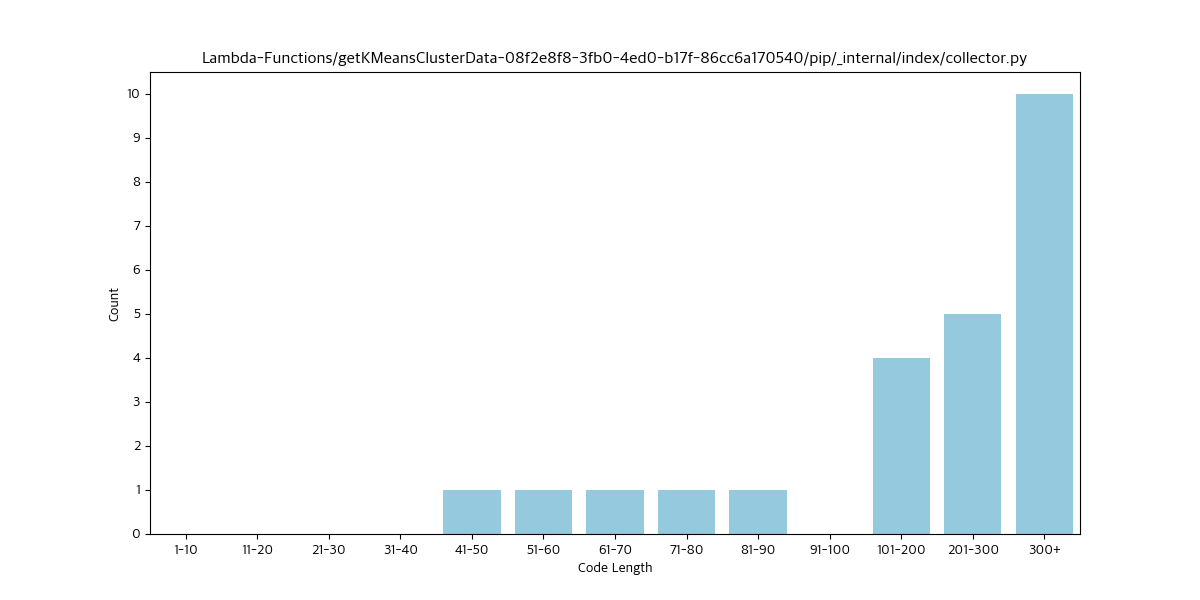 Lambda-Functions/getKMeansClusterData-08f2e8f8-3fb0-4ed0-b17f-86cc6a170540/pip/_internal/index/collector.py
10
9
8
7
6
5
4
3
2
1
0
Count
1-10 11-20 21-30 31-40 41-50 51-60 61-70 71-80 81-90 91-100 101-200 201-300 300+
Code Length